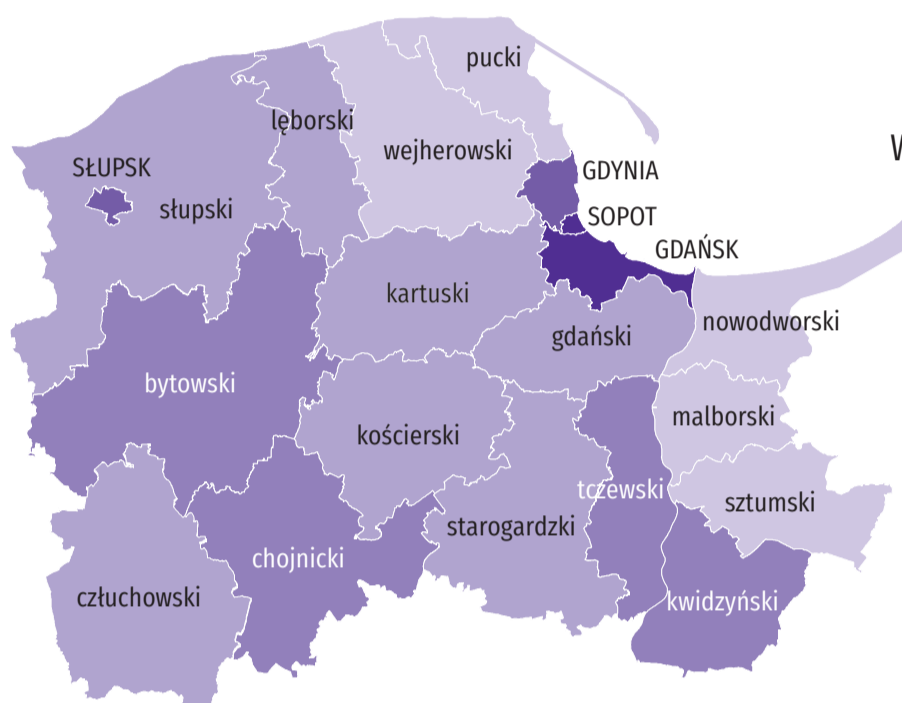 pucki
lęborski
wejherowski
W
SŁUPSK
GDYNIA
słupski
SOPOT
GDAŃSK
kartuski
nowodworski
gdański
bytowski
malborski
kościerski
tczewski
sztumski
starogardzki
chojnicki
człuchowski
kwidzyński